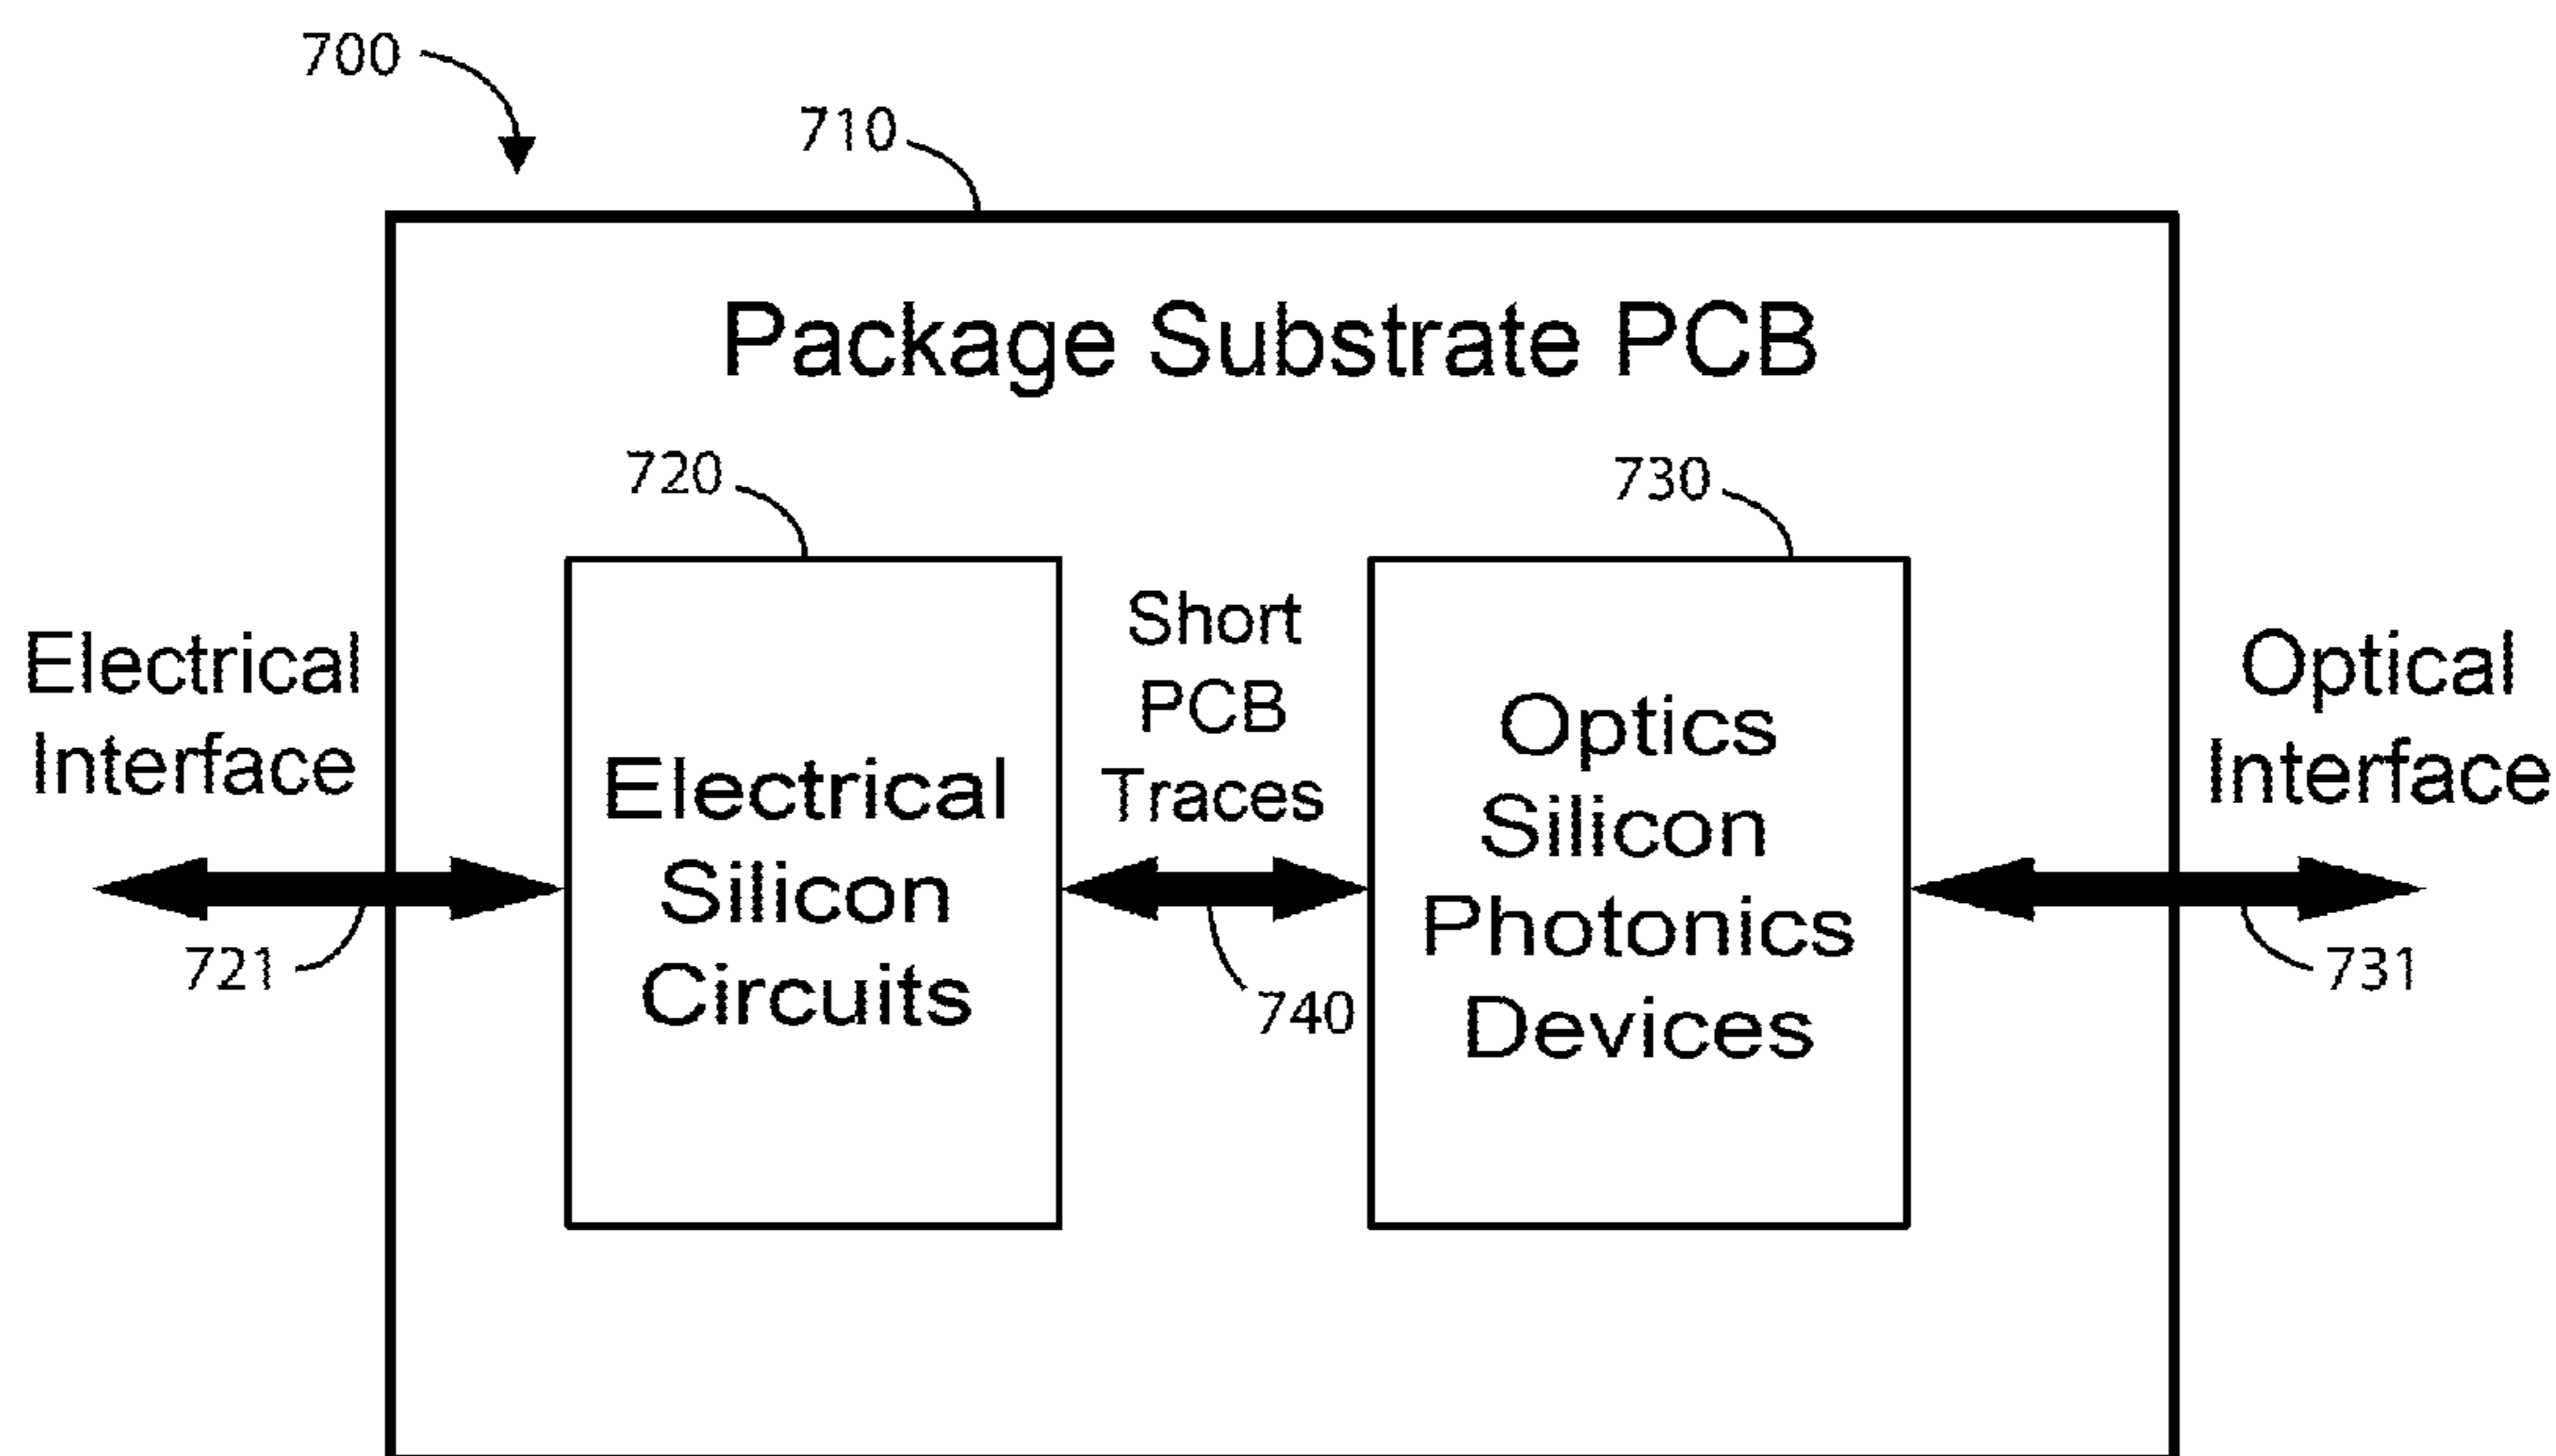 700
710
Package Substrate PCB
720
730
Electrical
Interface
721
Electrical
Silicon
Circuits
Short
PCB
Traces
740
Optics
Silicon
Photonics
Devices
Optical
Interface
731